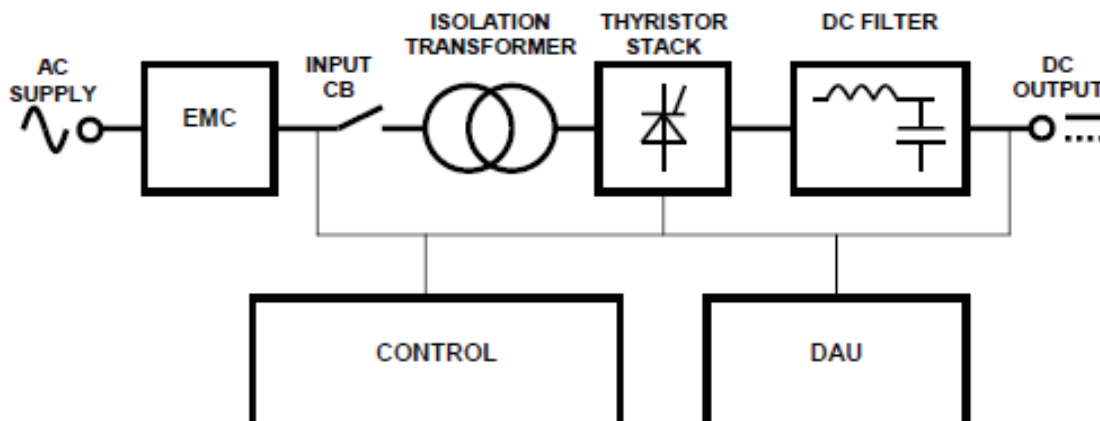 ISOLATION
TRANSFORMER
THYRISTOR
STACK
DC FILTER
AC
SUPPLY
EMC
INPUT
CB
DC
OUTPUT
CONTROL
DAU